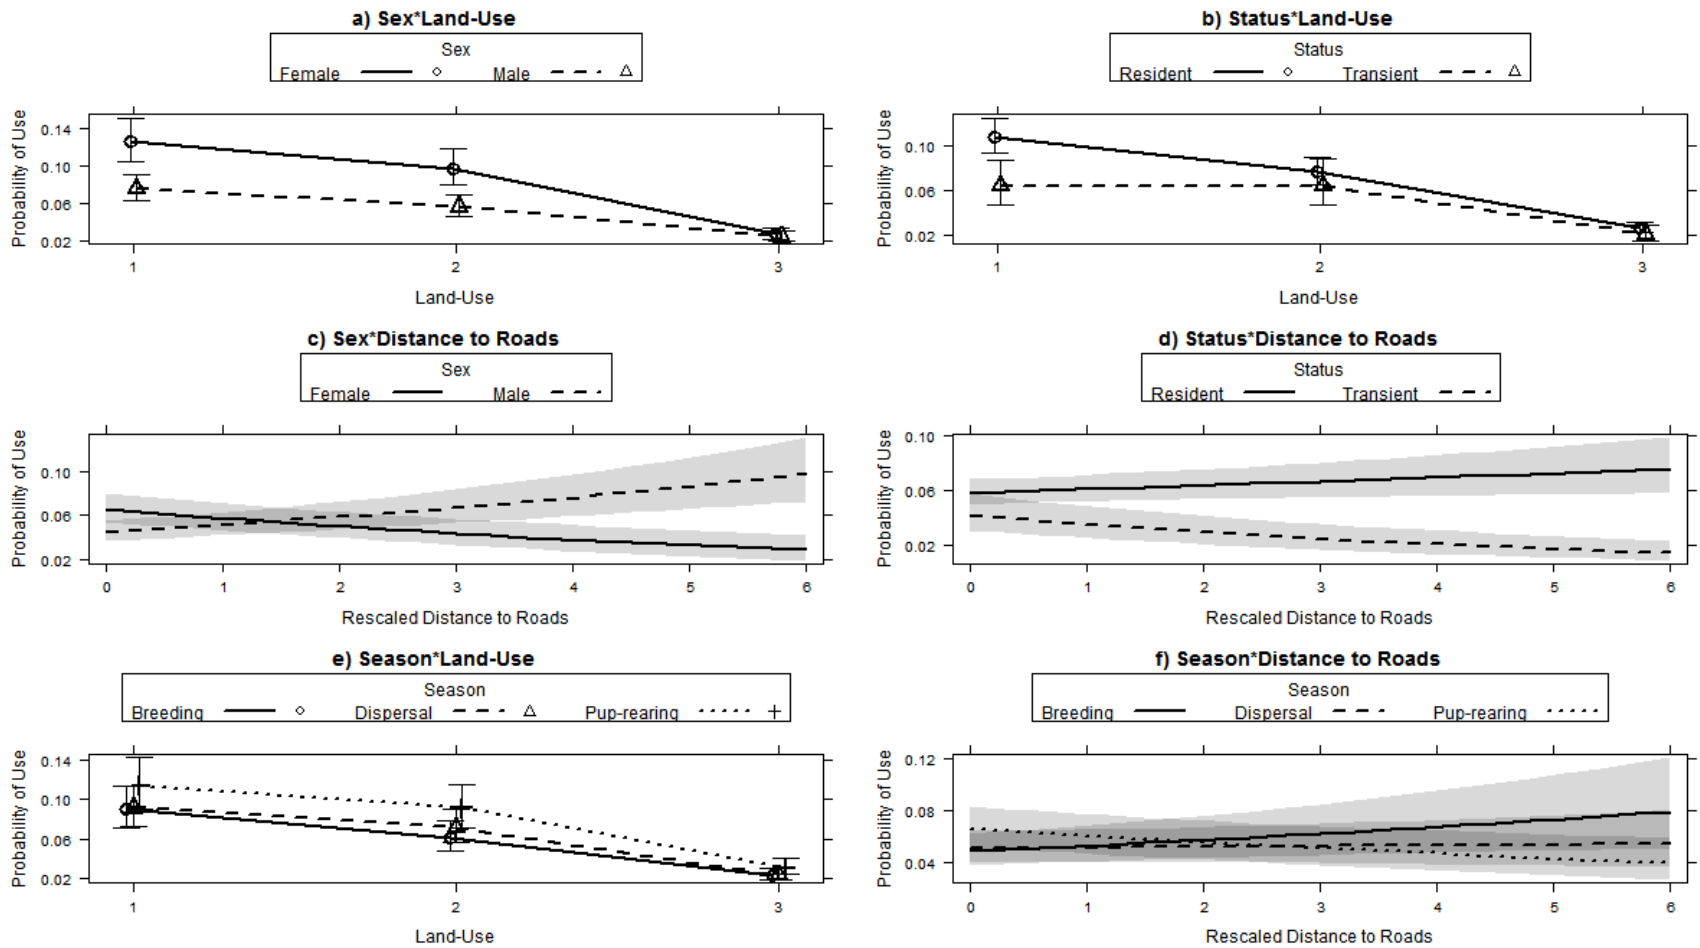 a) Sex*Land-Use
Sex
Female Male
Probability of Use
0.14
0.10
0.06
0.02
1 2 3
Land-Use
b) Status*Land-Use
Status
Resident Transient
Probability of Use
0.10
0.06
0.02
1 2 3
Land-Use
c) Sex*Distance to Roads
Sex
Female Male
Probability of Use
0.10
0.06
0.02
0 1 2 3 4 5 6
Rescaled Distance to Roads
d) Status*Distance to Roads
Status
Resident Transient
Probability of Use
0.10
0.06
0.02
0 1 2 3 4 5 6
Rescaled Distance to Roads
e) Season*Land-Use
Season
Breeding Dispersal Pup-rearing
Probability of Use
0.14
0.10
0.06
0.02
1 2 3
Land-Use
f) Season*Distance to Roads
Season
Breeding Dispersal Pup-rearing
Probability of Use
0.12
0.08
0.04
0 1 2 3 4 5 6
Rescaled Distance to Roads